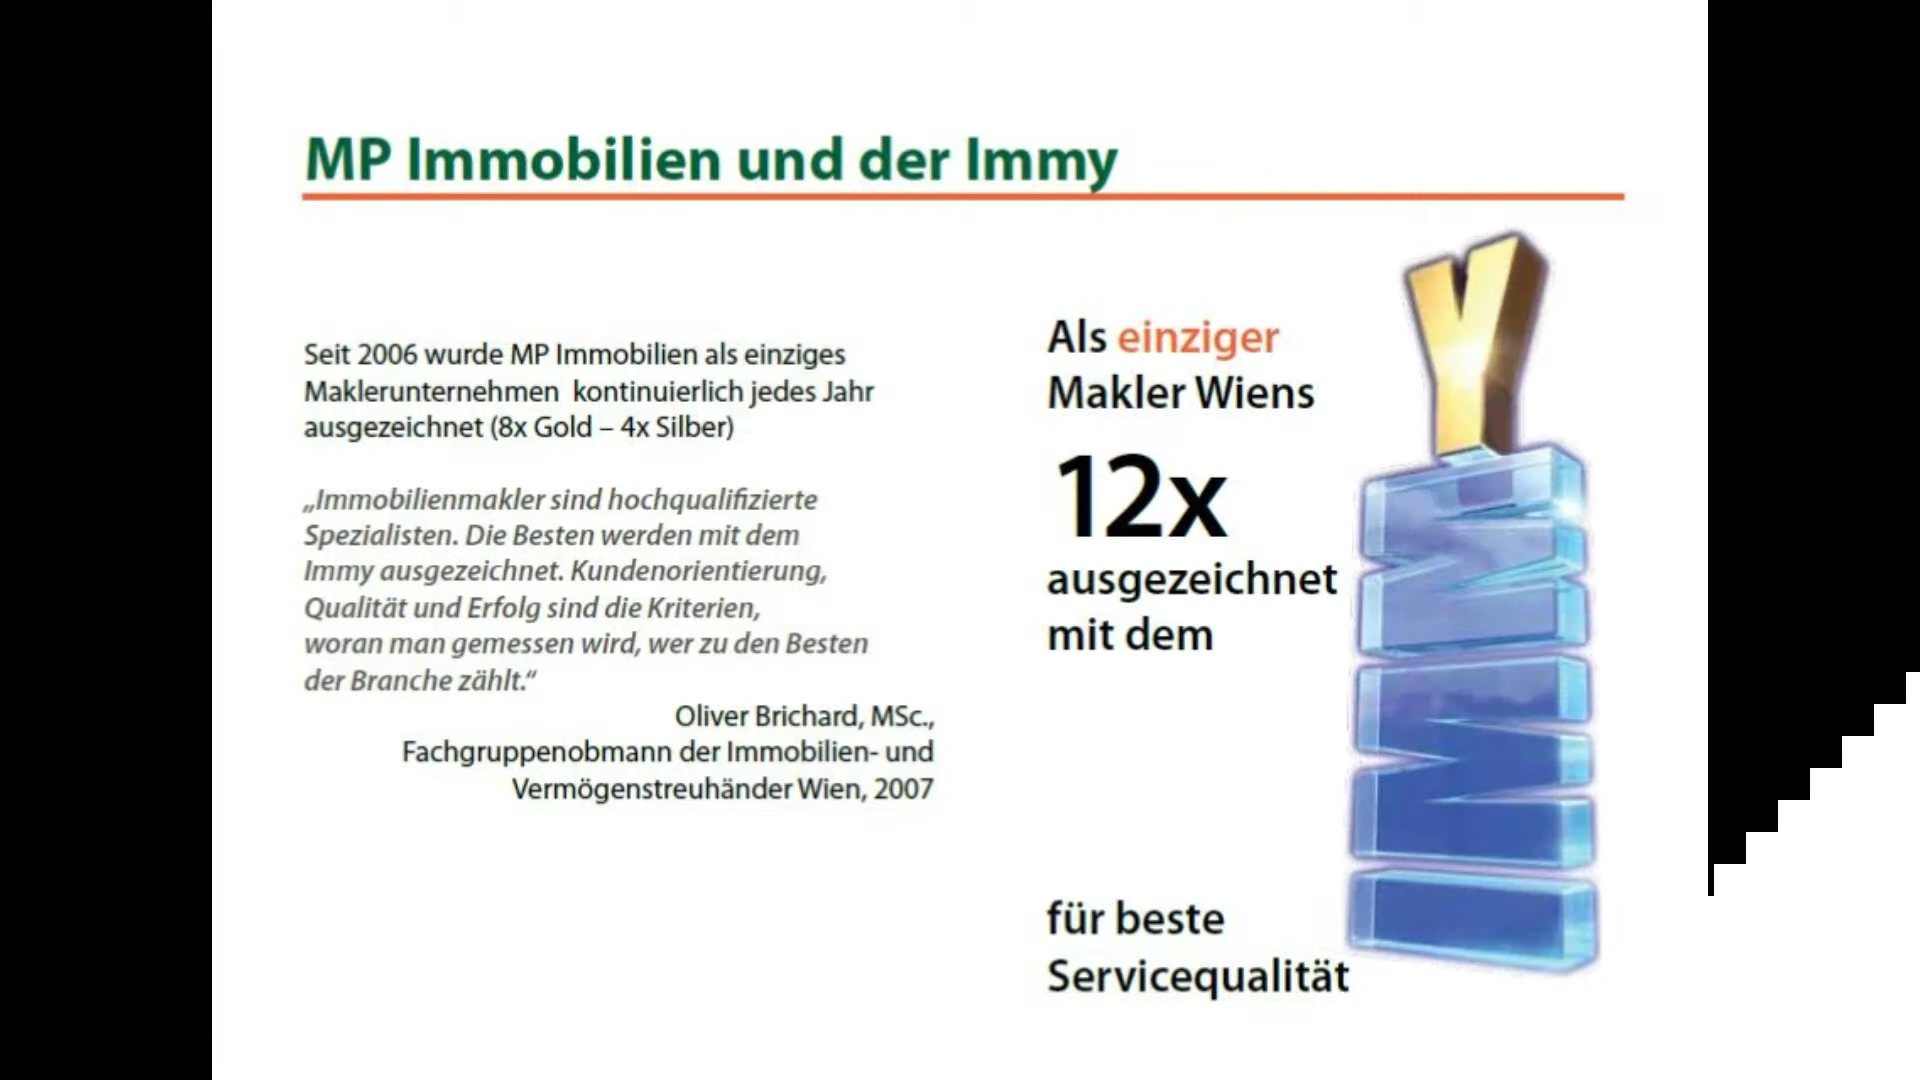 MP Immobilien und der Immy
Seit 2006 wurde MP Immobilien als einziges
Maklerunternehmen kontinuierlich jedes Jahr
ausgezeichnet (8x Gold – 4x Silber)
„Immobilienmakler sind hochqualifizierte
Spezialisten. Die Besten werden mit dem
Immy ausgezeichnet. Kundenorientierung,
Qualität und Erfolg sind die Kriterien,
woran man gemessen wird, wer zu den Besten
der Branche zählt.“
Oliver Brichard, MSc.,
Fachgruppenobmann der Immobilien- und
Vermögenstreuhänder Wien, 2007
Als einziger
Makler Wiens
12x
ausgezeichnet
mit dem
IMMY
für beste
Servicequalität